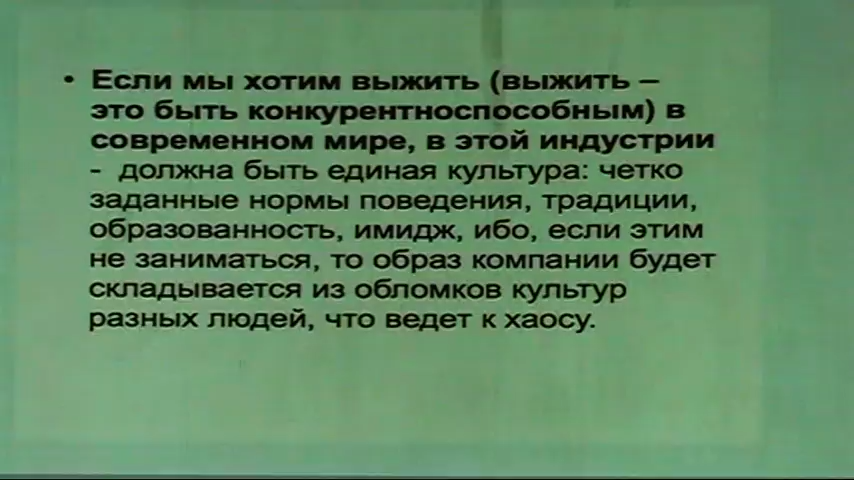 • Если мы хотим выжить (выжить –
это быть конкурентноспособным) в
современном мире, в этой индустрии
- должна быть единая культура: четко
заданные нормы поведения, традиции,
образованность, имидж, ибо, если этим
не заниматься, то образ компании будет
складывается из обломков культур
разных людей, что ведет к хаосу.